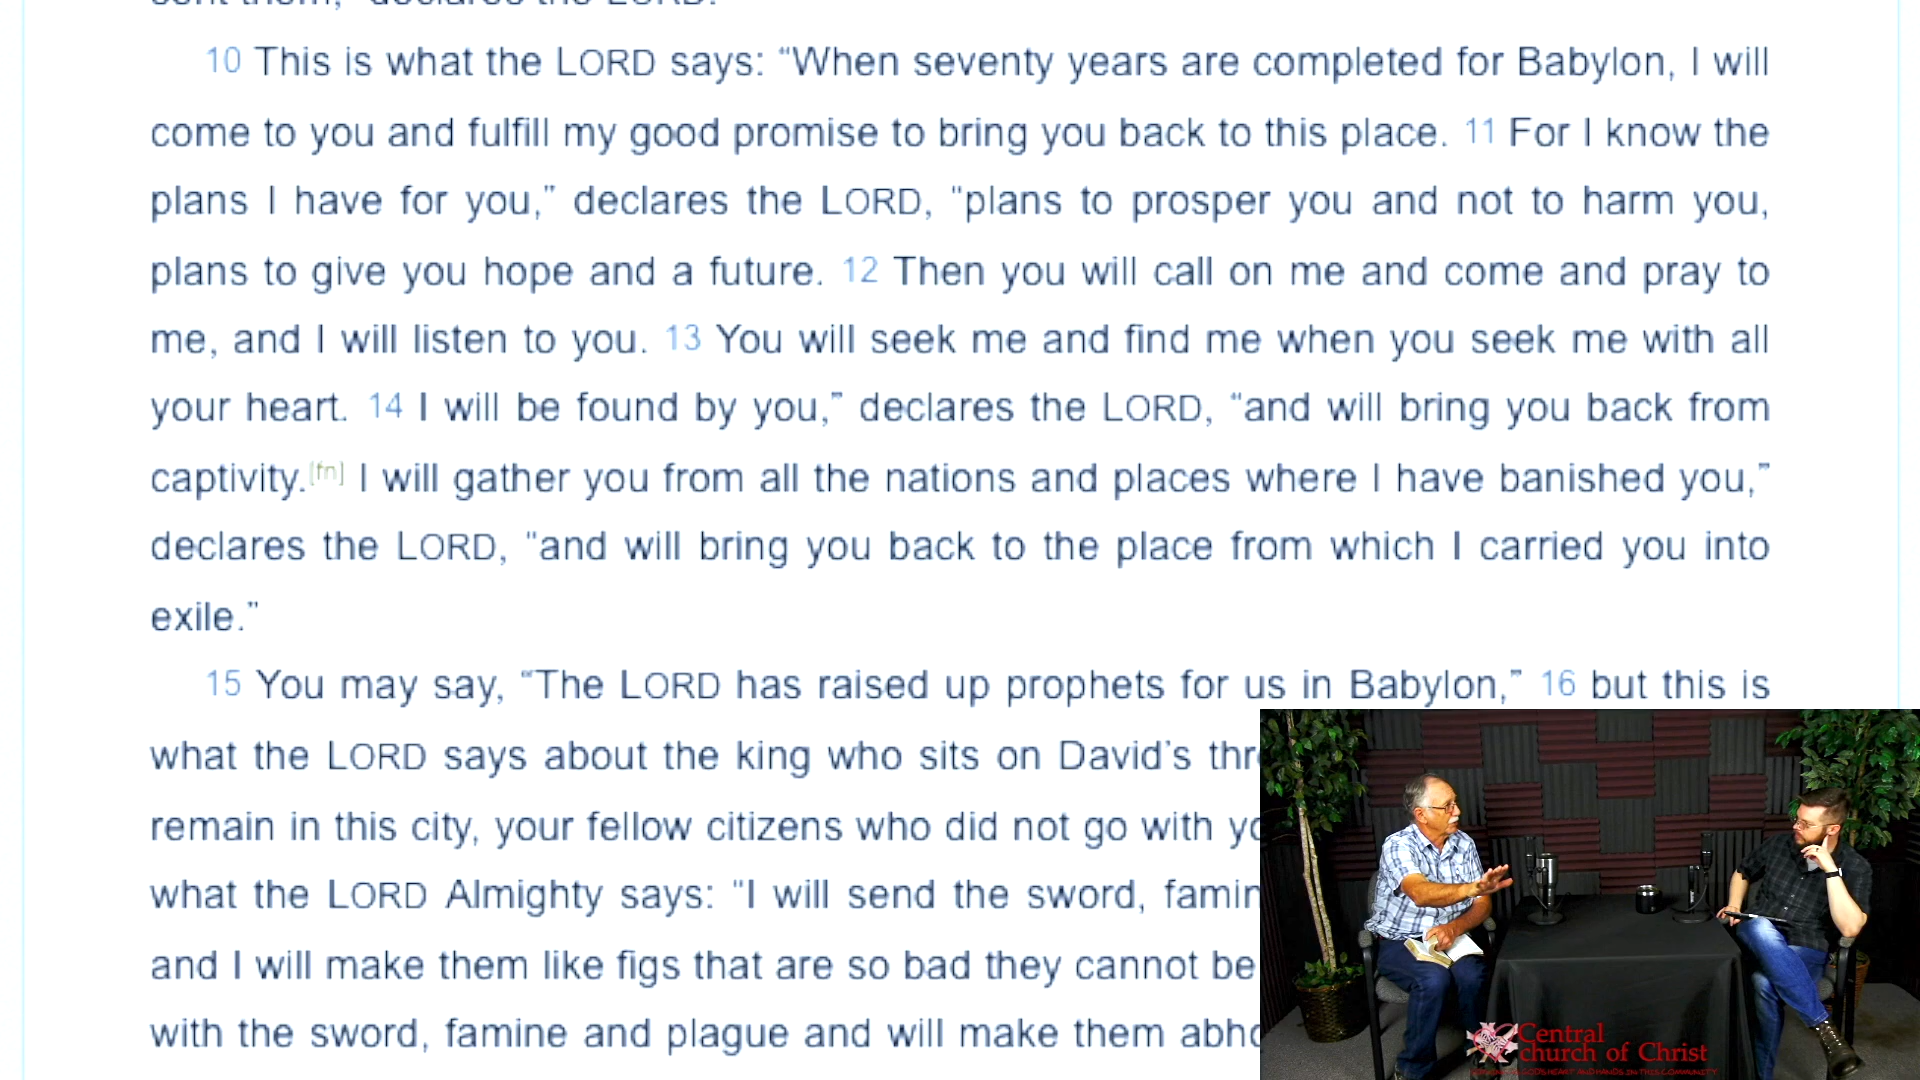 10 This is what the LORD says: “When seventy years are completed for Babylon, I will
come to you and fulfill my good promise to bring you back to this place. 11 For I know the
plans I have for you,” declares the LORD, “plans to prosper you and not to harm you,
plans to give you hope and a future. 12 Then you will call on me and come and pray to
me, and I will listen to you. 13 You will seek me and find me when you seek me with all
your heart. 14 I will be found by you,” declares the LORD, “and will bring you back from
captivity.[fn] I will gather you from all the nations and places where I have banished you,”
declares the LORD, “and will bring you back to the place from which I carried you into
exile.”
15 You may say, “The LORD has raised up prophets for us in Babylon,” 16 but this is
what the LORD says about the king who sits on David’s
remain in this city, your fellow citizens who did not go with
what the LORD Almighty says: “I will send the sword,
and I will make them like figs that are so bad they cannot be
with the sword, famine and plague and will make them
Central
church of Christ